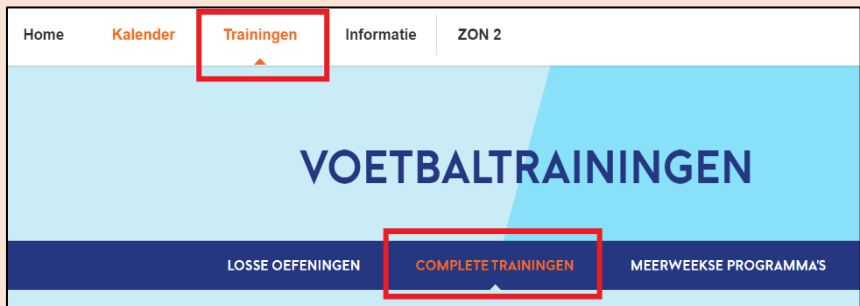 Home Kalender Trainingen Informatie ZON 2
VOETBALTRAININGEN
LOSSE OEFENINGEN COMPLETE TRAININGEN MEERWEEKSE PROGRAMMA'S